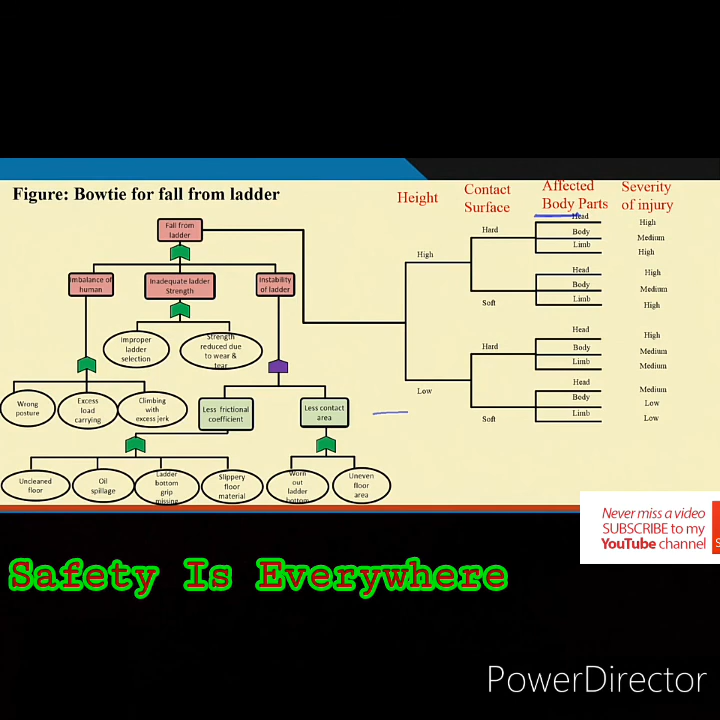 Figure: Bowtie for fall from ladder
Height
Contact
Surface
Affected
Body Parts
Severity
of injury
Fall from
ladder
Imbalance of
human
Inadequate ladder
Strength
Instability
of ladder
Improper
ladder
selection
Strength
reduced due
to wear &
tear
Wrong
posture
Excess
load
carrying
Climbing
with
excess jerk
Less frictional
coefficient
Less contact
area
Uncleaned
floor
Oil
spillage
Ladder
bottom
grip
missing
Slippery
floor
material
Worn
out
ladder
bottom
Uneven
floor
area
High
Low
Hard
Soft
Hard
Soft
Head
Body
Limb
Head
Body
Limb
Head
Body
Limb
Head
Body
Limb
High
Medium
High
High
Medium
High
High
Medium
Medium
Medium
Low
Low
Never miss a video
SUBSCRIBE to my
YouTube channel
S
Safety Is Everywhere
PowerDirector